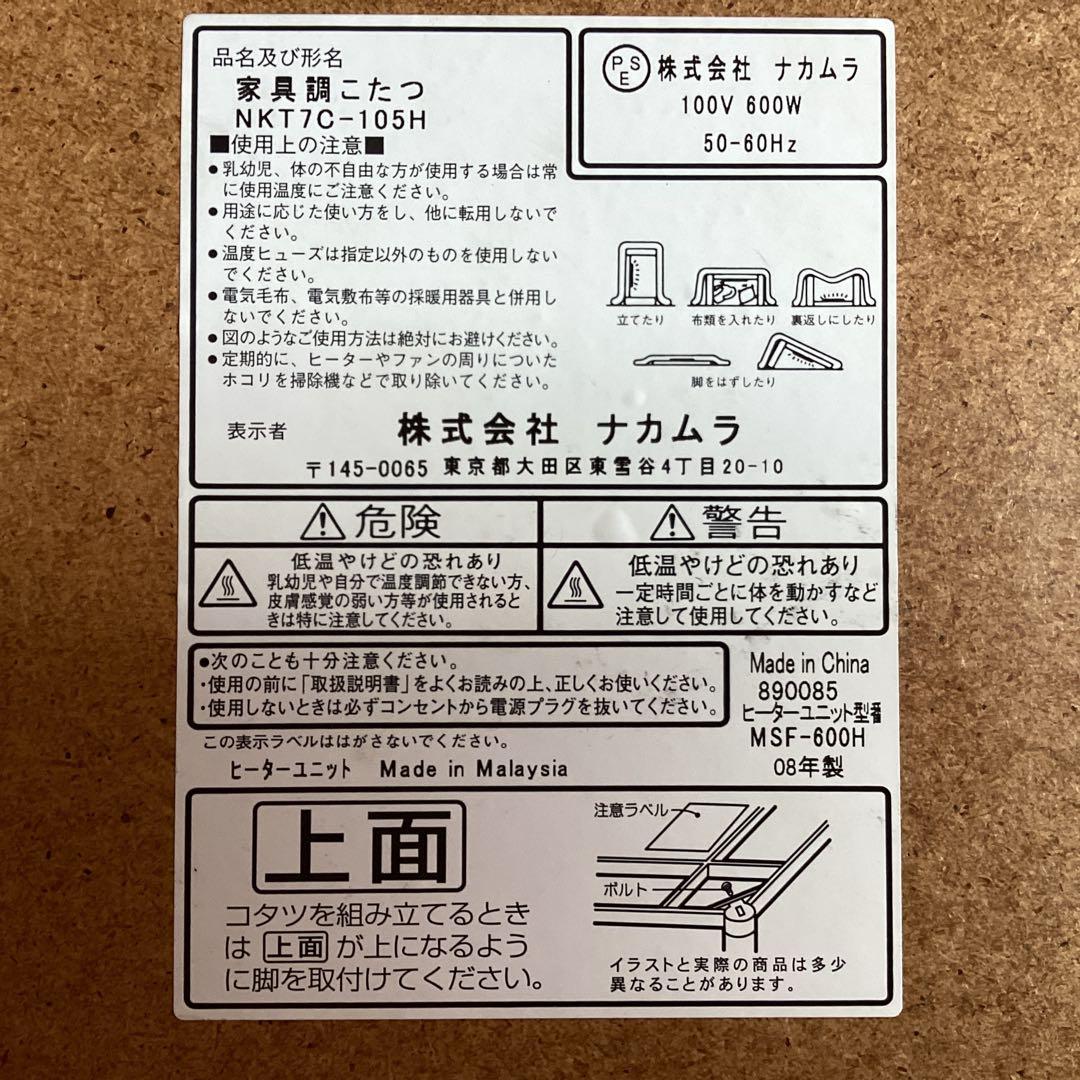 品名及び形名
家具調こたつ
NKT7C-105H
■使用上の注意■
●乳幼児、体の不自由な方が使用する場合は常
に使用温度にご注意ください。
●用途に応じた使い方をし、他に転用しないで
ください。
●温度ヒューズは指定以外のものを使用しない
でください。
●電気毛布、電気敷布等の採暖用器具と併用し
ないでください。
●図のようなご使用方法は絶対にお避けください。
●定期的に、ヒーターやファンの周りについた
ホコリを掃除機などで取り除いてください。
PSE 株式会社 ナカムラ
100V 600W
50-60Hz
立てたり 布類を入れたり 裏返しにしたり
脚をはずしたり
表示者 株式会社 ナカムラ
〒145-0065 東京都大田区東雪谷4丁目20-10
危険
低温やけどの恐れあり
乳幼児や自分で温度調節できない方、
皮膚感覚の弱い方等が使用されると
きは特に注意してください。
警告
低温やけどの恐れあり
一定時間ごとに体を動かすなど
注意して使用してください。
●次のことも十分注意ください。
・使用の前に「取扱説明書」をよくお読みの上、正しくお使いください。
・使用しないときは必ずコンセントから電源プラグを抜いてください。
この表示ラベルははがさないでください。
ヒーターユニット Made in Malaysia
Made in China
890085
ヒーターユニット型番
MSF-600H
08年製
上面
コタツを組み立てるとき
は 上面 が上になるよう
に脚を取付けてください。
注意ラベル
ボルト
イラストと実際の商品は多少
異なることがあります。